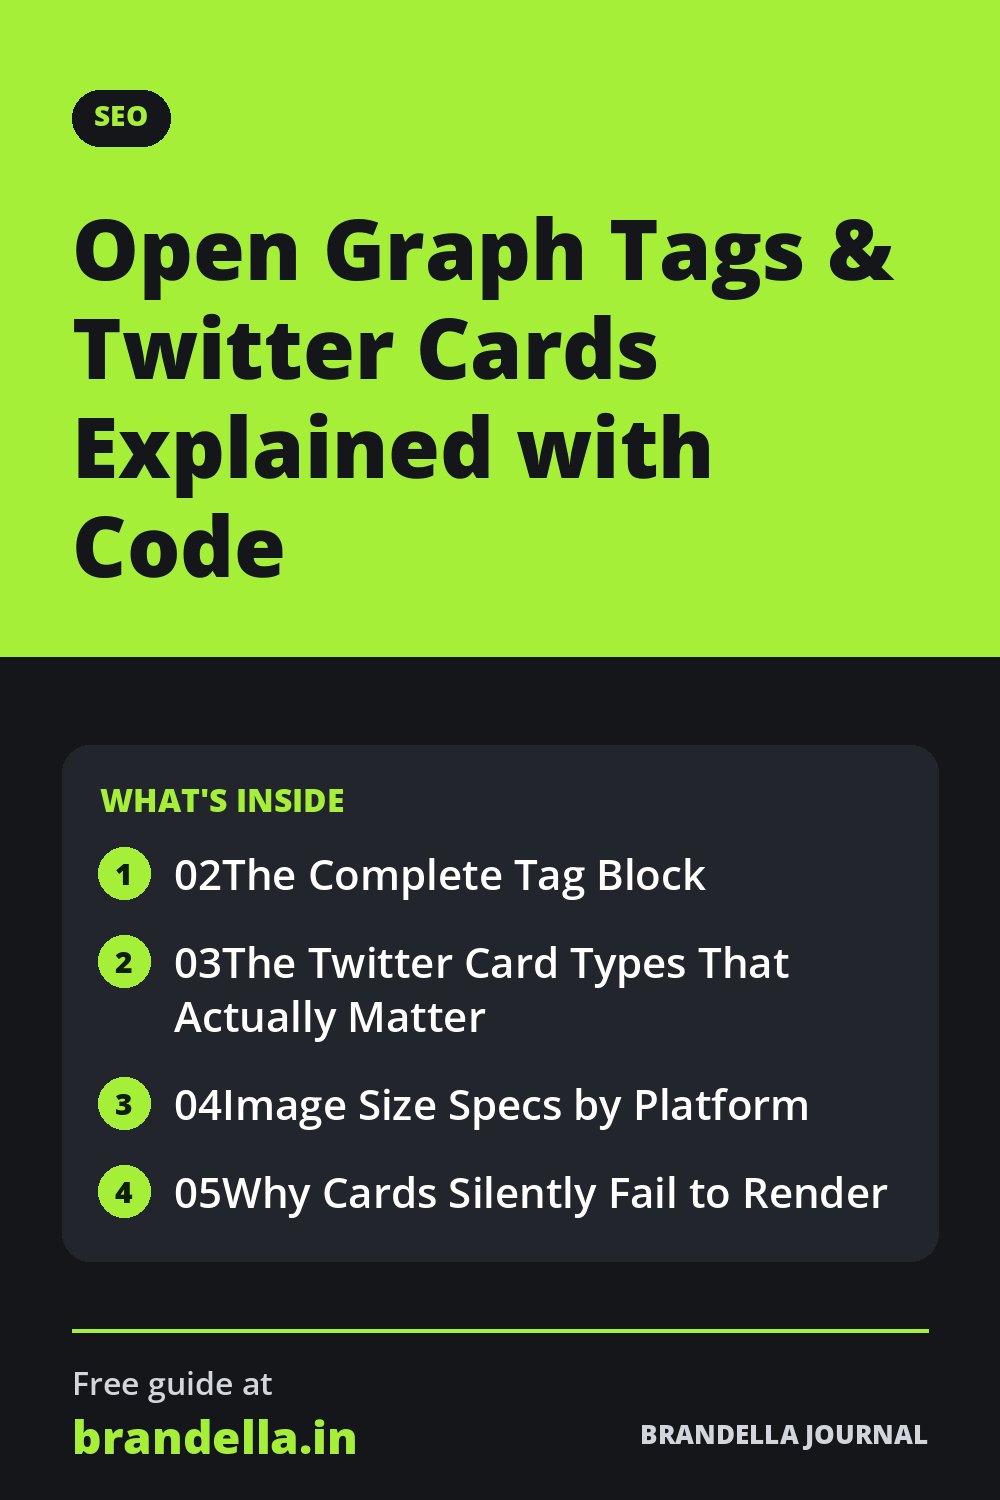 SEO
Open Graph Tags &
Twitter Cards
Explained with
Code
WHAT'S INSIDE
1 02The Complete Tag Block
2 03The Twitter Card Types That
Actually Matter
3 04Image Size Specs by Platform
4 05Why Cards Silently Fail to Render
Free guide at
brandella.in
BRANDELLA JOURNAL